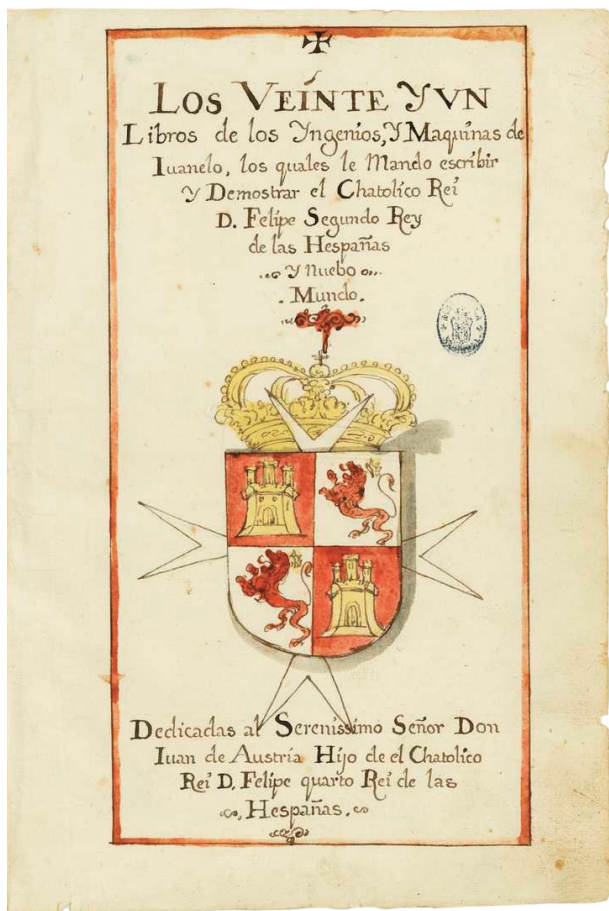 LOS VEÍNTE Y VN
Libros de los Yngenios, Y Maquinas de
Iuanelo, los quales le Mando escribir
Y Demostrar el Chatolico Rei
D. Felipe Segundo Rey
de las Hespañas
Y Nuebo
. Mundo.
Dedicadas al Serenissimo Señor Don
Iuan de Austria Hijo de el Chatolico
Rei D. Felipe quarto Rei de las
Hespañas.